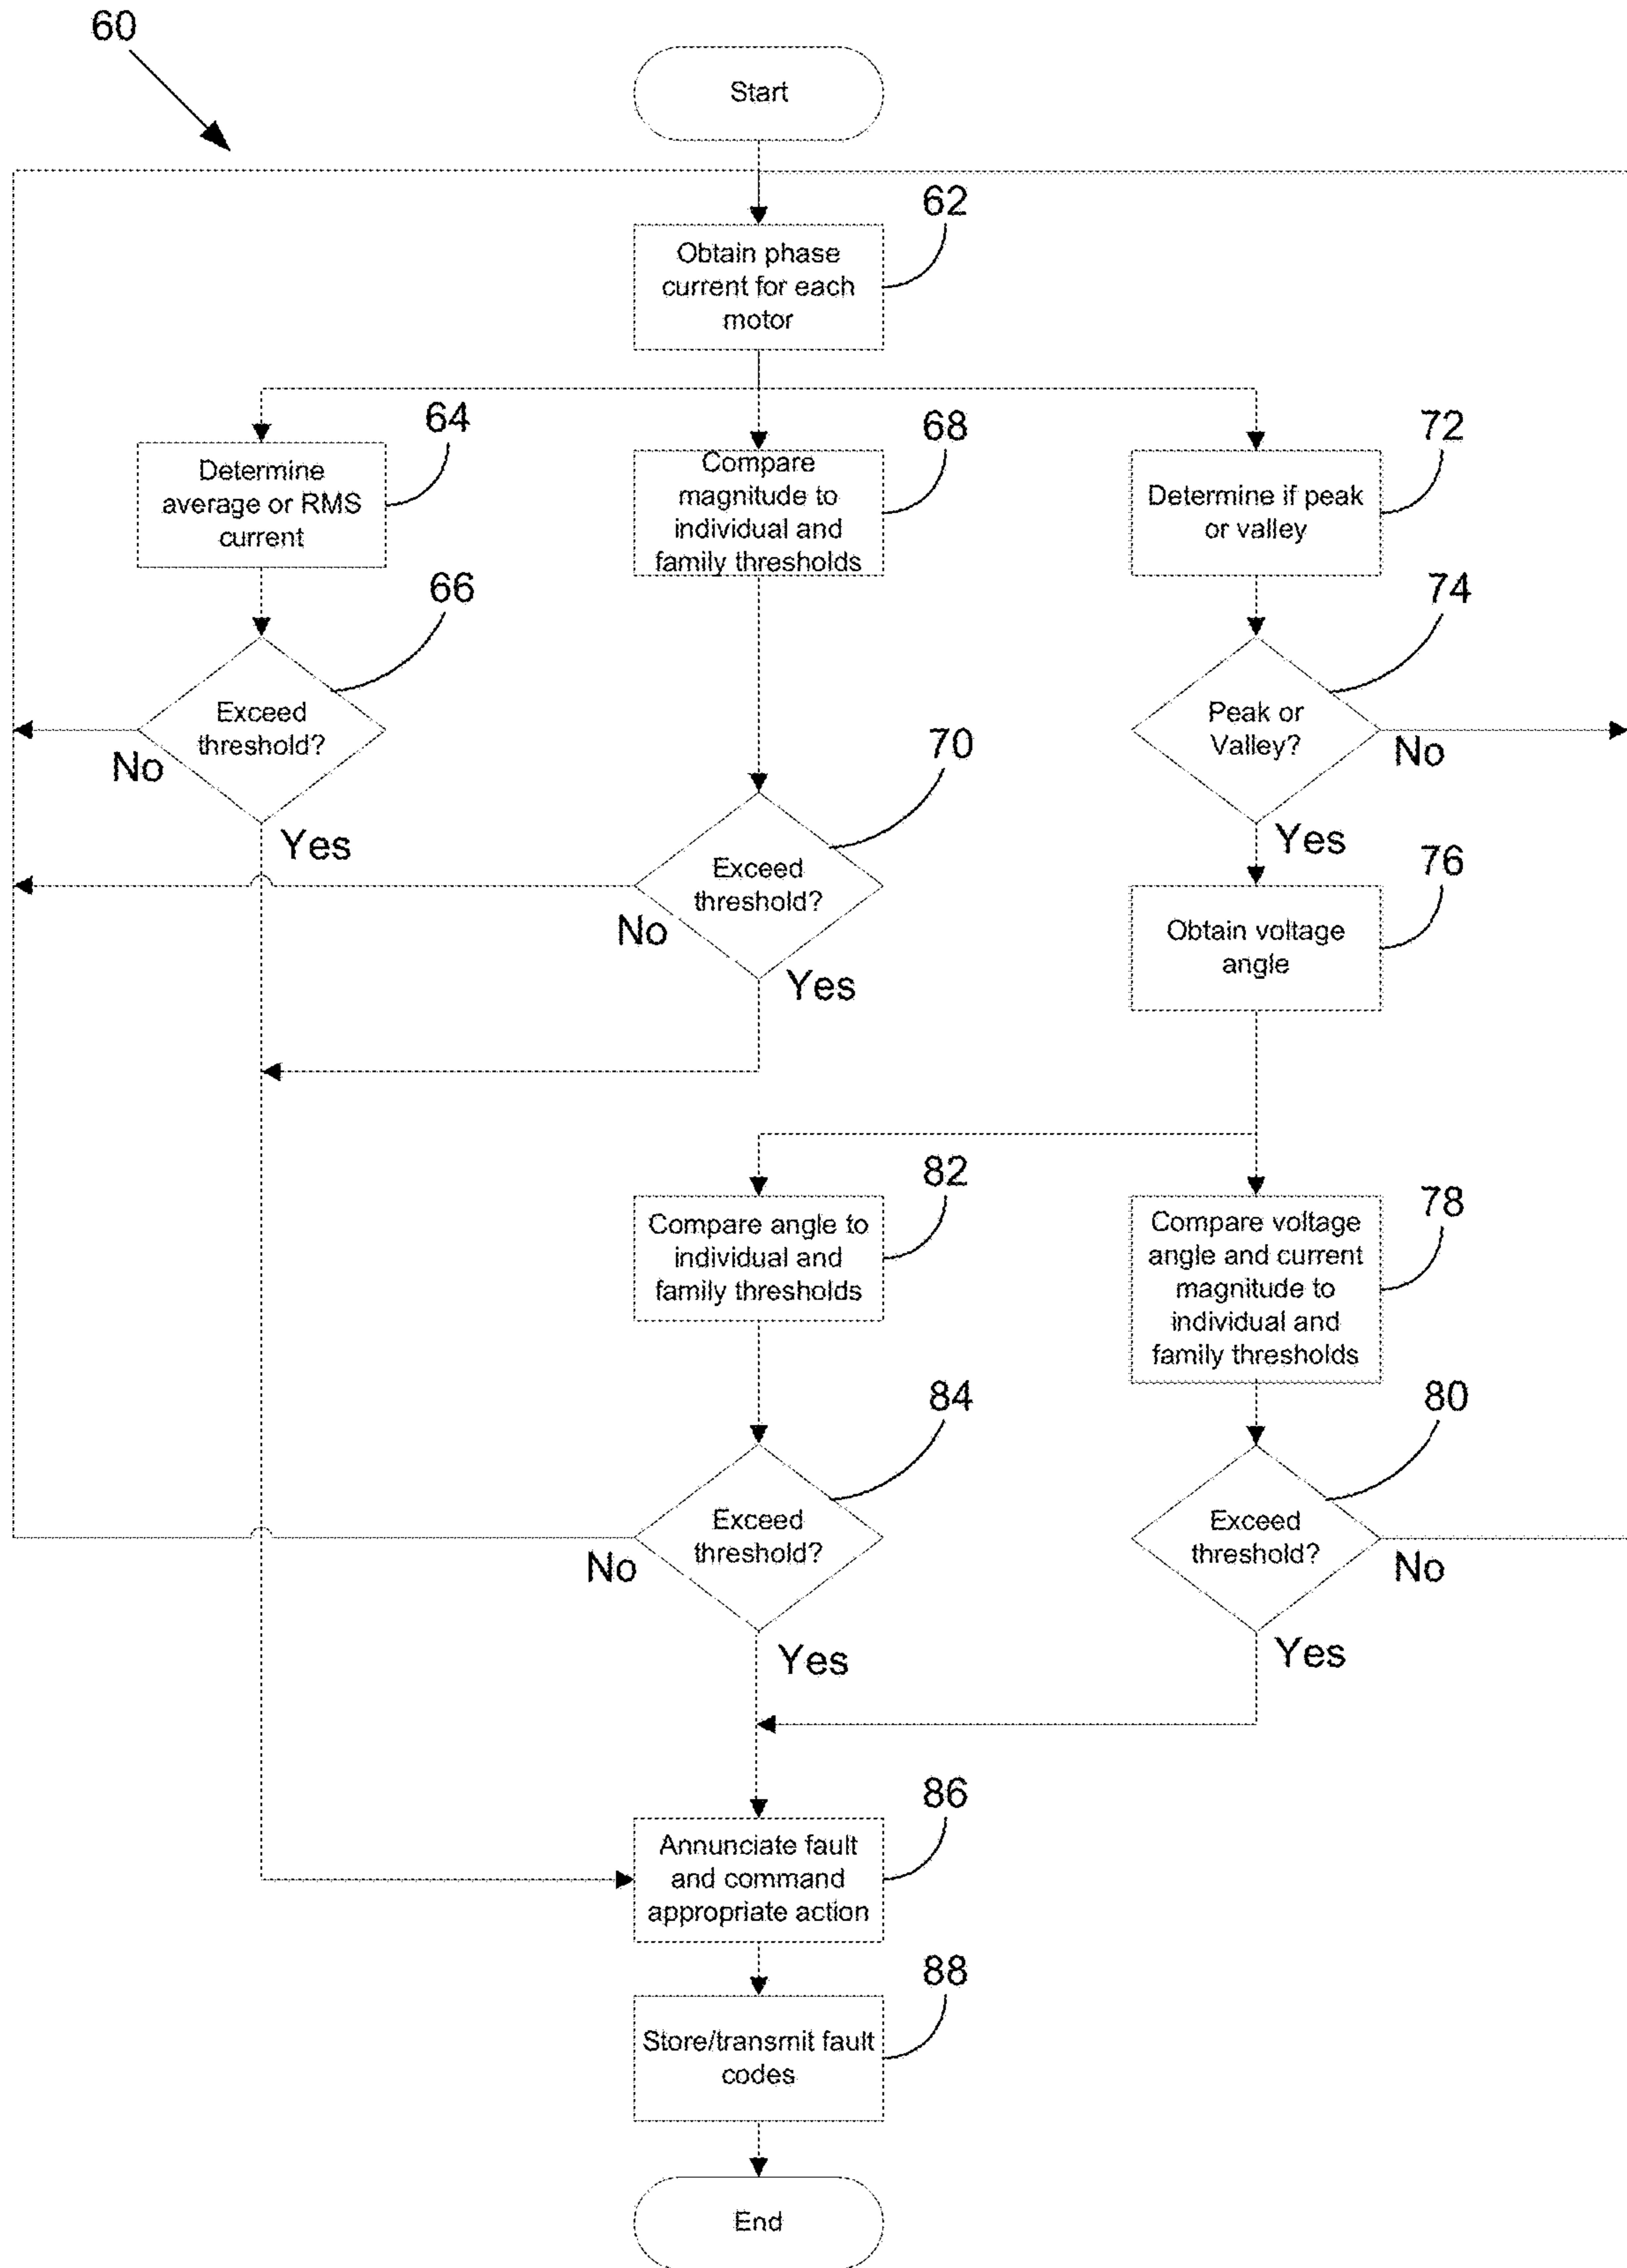 60
Start
62
Obtain phase
current for each
motor
64
Determine
average or RMS
current
68
Compare
magnitude to
individual and
family thresholds
72
Determine if peak
or valley
66
Exceed
threshold?
No
Yes
74
Peak or
Valley?
No
Yes
70
Exceed
threshold?
No
Yes
76
Obtain voltage
angle
82
Compare angle to
individual and
family thresholds
78
Compare voltage
angle and current
magnitude to
individual and
family thresholds
84
Exceed
threshold?
No
Yes
80
Exceed
threshold?
No
Yes
86
Annunciate fault
and command
appropriate action
88
Store/transmit fault
codes
End